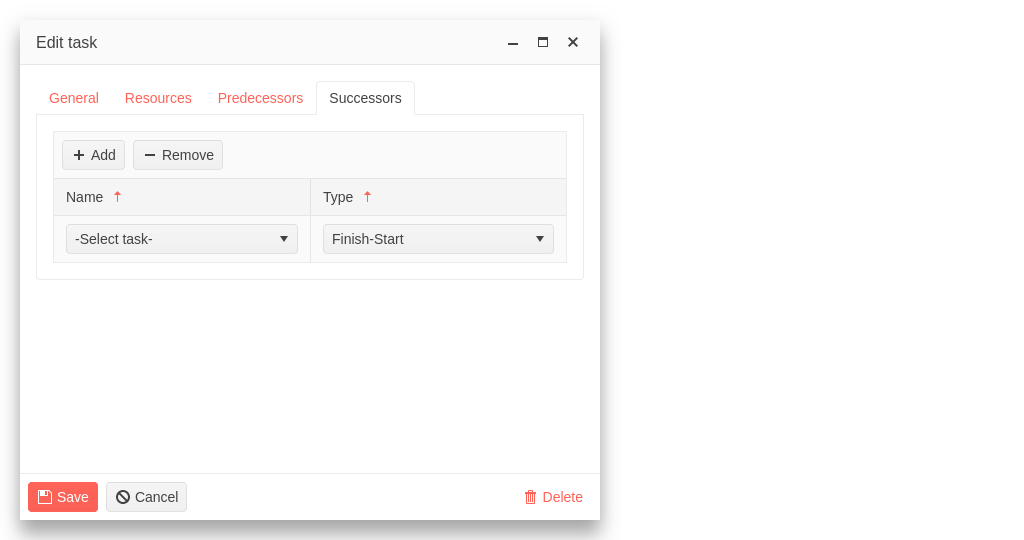 Edit task
General Resources Predecessors Successors
Add Remove
Name Type
-Select task- Finish-Start
Save Cancel Delete